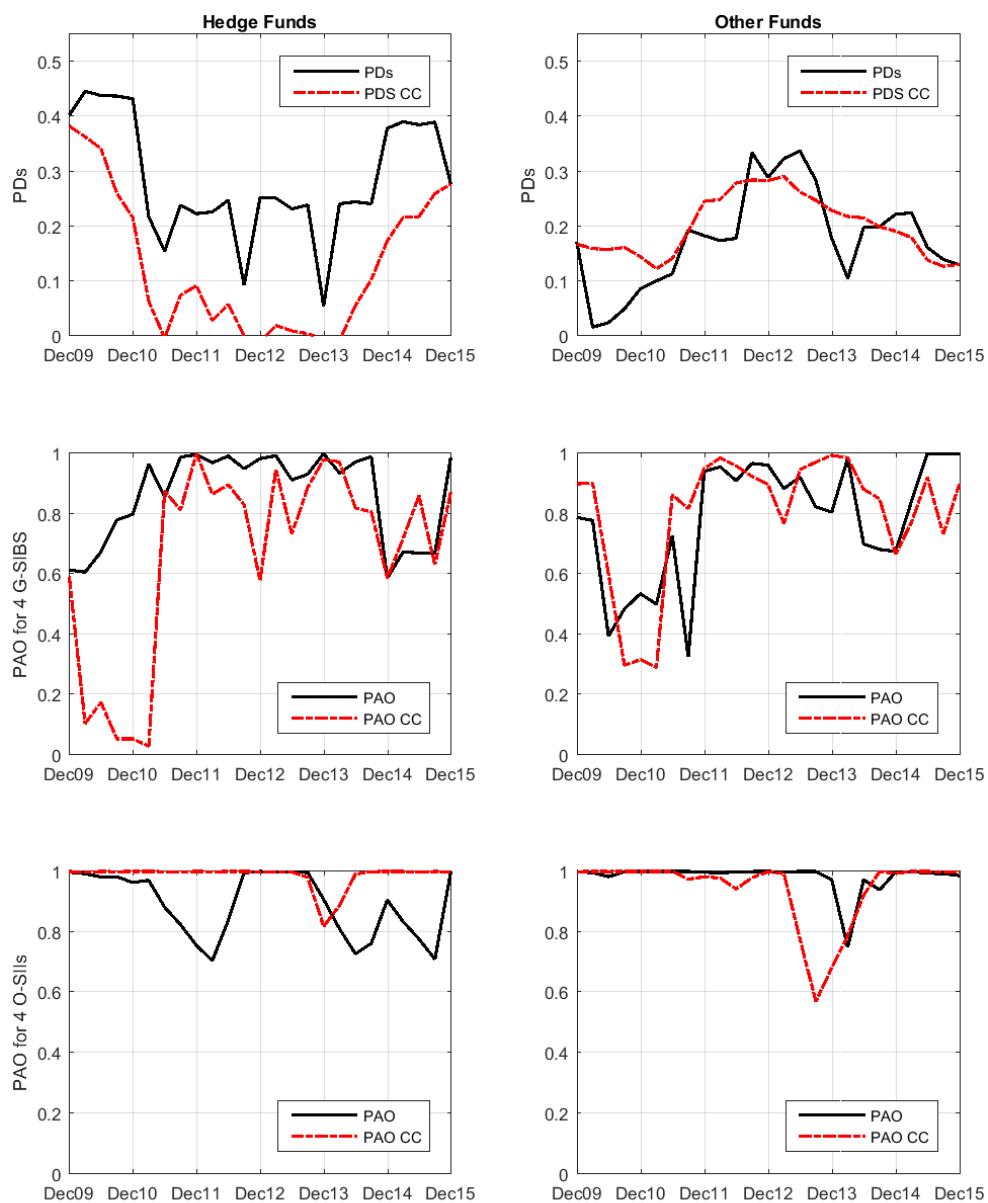 Hedge Funds
0.5
0.4
0.3
0.2
0.1
0
PDs
PDs
PDS CC
Dec09 Dec10 Dec11 Dec12 Dec13 Dec14 Dec15
Other Funds
0.5
0.4
0.3
0.2
0.1
0
PDs
PDs
PDS CC
Dec09 Dec10 Dec11 Dec12 Dec13 Dec14 Dec15
1
0.8
0.6
0.4
0.2
0
PAO for 4 G-SIBS
PAO
PAO CC
Dec09 Dec10 Dec11 Dec12 Dec13 Dec14 Dec15
1
0.8
0.6
0.4
0.2
0
PAO
PAO CC
Dec09 Dec10 Dec11 Dec12 Dec13 Dec14 Dec15
1
0.8
0.6
0.4
0.2
0
PAO for 4 O-SIIs
PAO
PAO CC
Dec09 Dec10 Dec11 Dec12 Dec13 Dec14 Dec15
1
0.8
0.6
0.4
0.2
0
PAO
PAO CC
Dec09 Dec10 Dec11 Dec12 Dec13 Dec14 Dec15